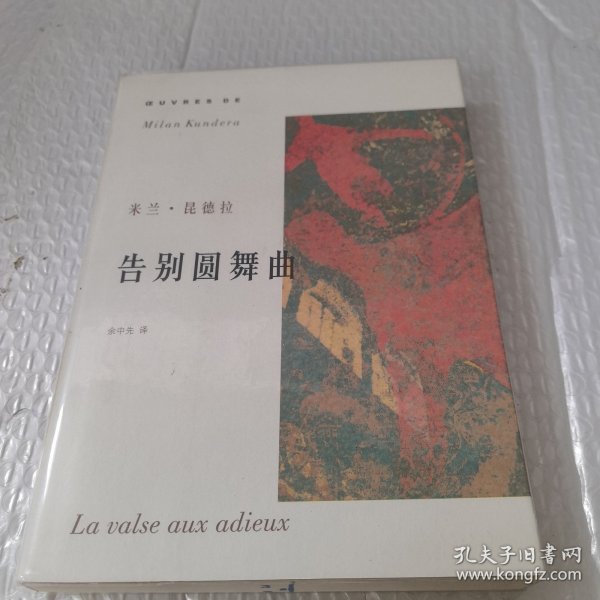 ŒUVRES DE
Milan Kundera
米兰·昆德拉
告别圆舞曲
余中先 译
La valse aux adieux
孔夫子旧书网
www.kongfz.com